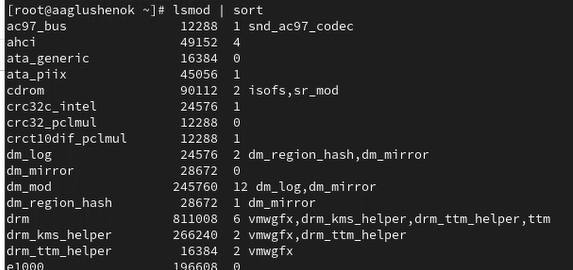 [root@aaglushenok ~]# lsmod | sort
ac97_bus 12288 1 snd_ac97_codec
ahci 49152 4
ata_generic 16384 0
ata_piix 45056 1
cdrom 90112 2 isofs,sr_mod
crc32c_intel 24576 1
crc32_pclmul 12288 0
crct10dif_pclmul 12288 1
dm_log 24576 2 dm_region_hash,dm_mirror
dm_mirror 28672 0
dm_mod 245760 12 dm_log,dm_mirror
dm_region_hash 28672 1 dm_mirror
drm 811008 6 vmwgfx,drm_kms_helper,drm_ttm_helper,ttm
drm_kms_helper 266240 2 vmwgfx,drm_ttm_helper
drm_ttm_helper 16384 2 vmwgfx
e1000 196608 0